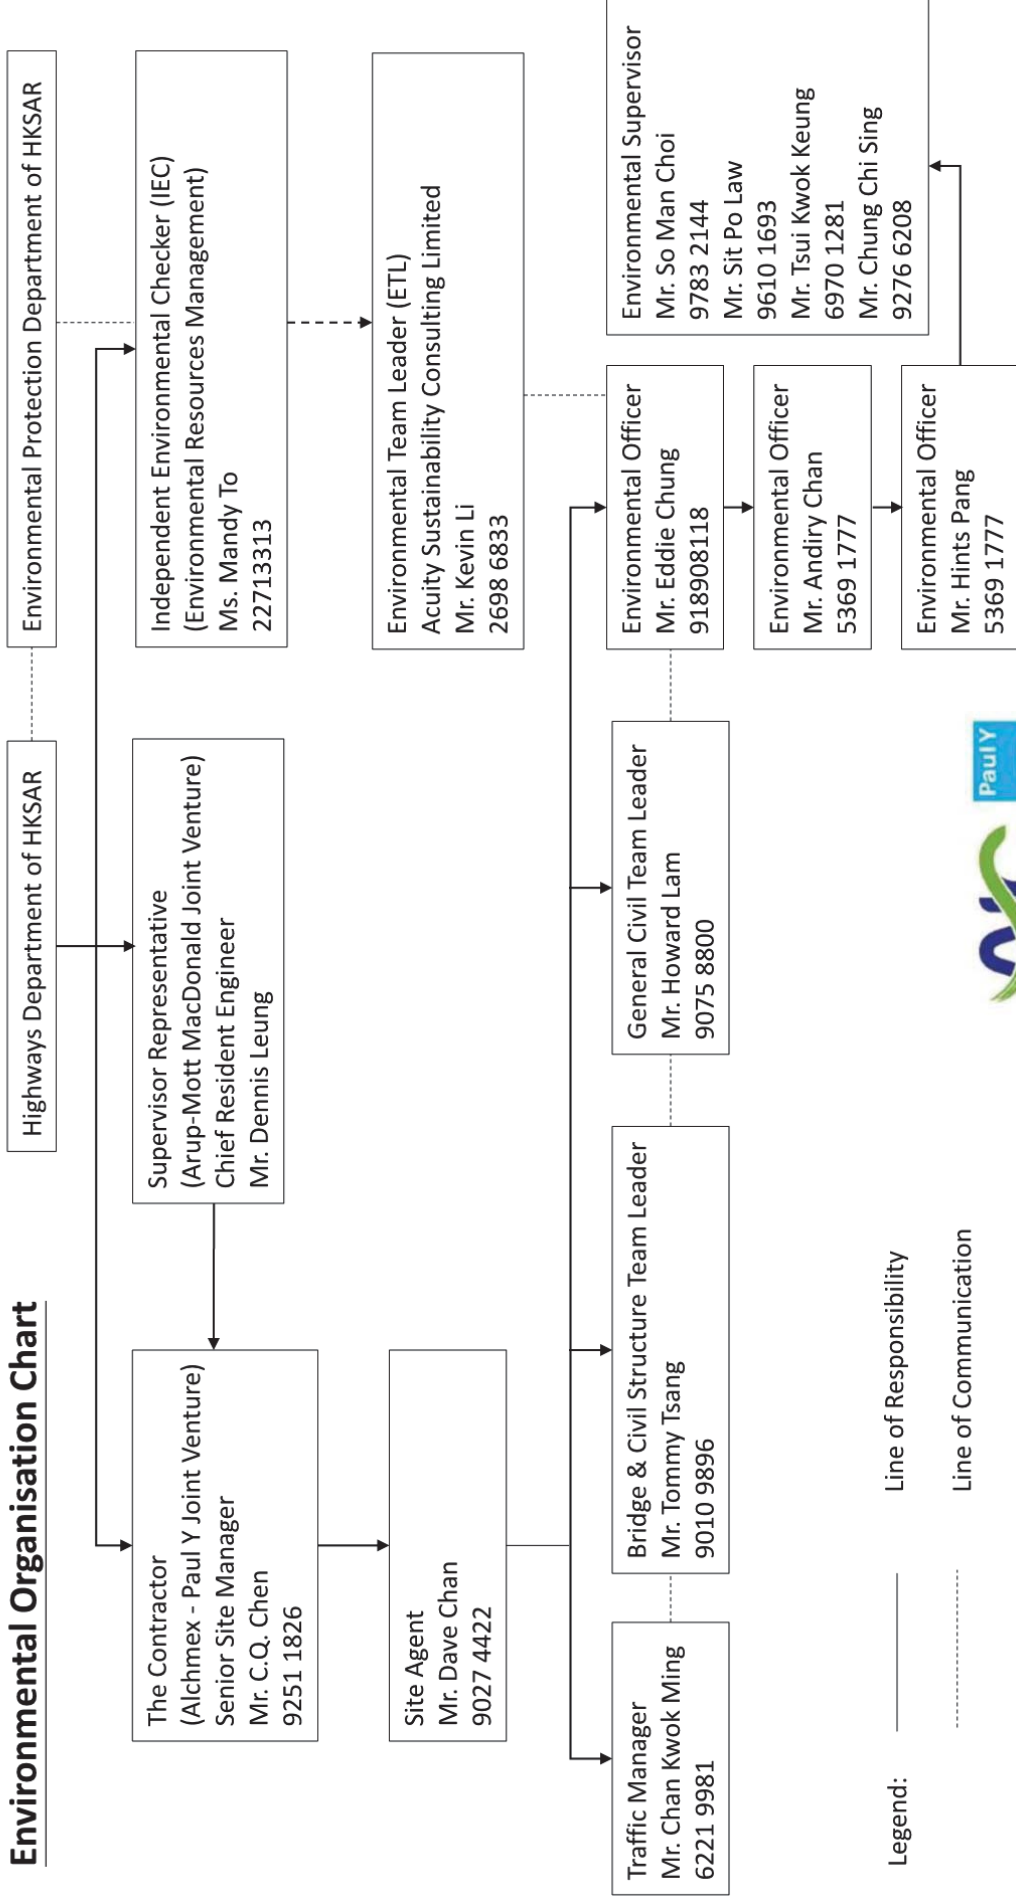 Environmental Organisation Chart
Highways Department of HKSAR
Environmental Protection Department of HKSAR
The Contractor
(Alchmex - Paul Y Joint Venture)
Senior Site Manager
Mr. C.Q. Chen
9251 1826
Supervisor Representative
(Arup-Mott MacDonald Joint Venture)
Chief Resident Engineer
Mr. Dennis Leung
Independent Environmental Checker (IEC)
(Environmental Resources Management)
Ms. Mandy To
22713313
Site Agent
Mr. Dave Chan
9027 4422
Environmental Team Leader (ETL)
Acuity Sustainability Consulting Limited
Mr. Kevin Li
2698 6833
Traffic Manager
Mr. Chan Kwok Ming
6221 9981
Bridge & Civil Structure Team Leader
Mr. Tommy Tsang
9010 9896
General Civil Team Leader
Mr. Howard Lam
9075 8800
Environmental Officer
Mr. Eddie Chung
918908118
Environmental Officer
Mr. Andiry Chan
5369 1777
Environmental Officer
Mr. Hints Pang
5369 1777
Environmental Supervisor
Mr. So Man Choi
9783 2144
Mr. Sit Po Law
9610 1693
Mr. Tsui Kwok Keung
6970 1281
Mr. Chung Chi Sing
9276 6208
Legend:
Line of Responsibility
Line of Communication
Paul Y